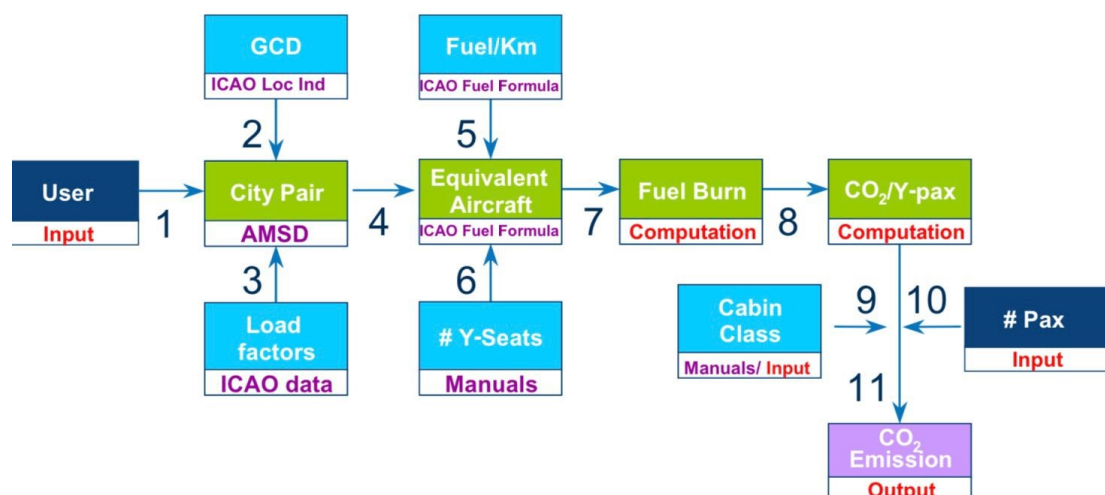 GCD
ICAO Loc Ind
Fuel/Km
ICAO Fuel Formula
2
5
User
Input
1
City Pair
AMSD
4
Equivalent
Aircraft
ICAO Fuel Formula
7
Fuel Burn
Computation
8
CO₂/Y-pax
Computation
3
6
Load
factors
ICAO data
# Y-Seats
Manuals
Cabin
Class
Manuals/ Input
9
10
# Pax
Input
11
CO₂
Emission
Output